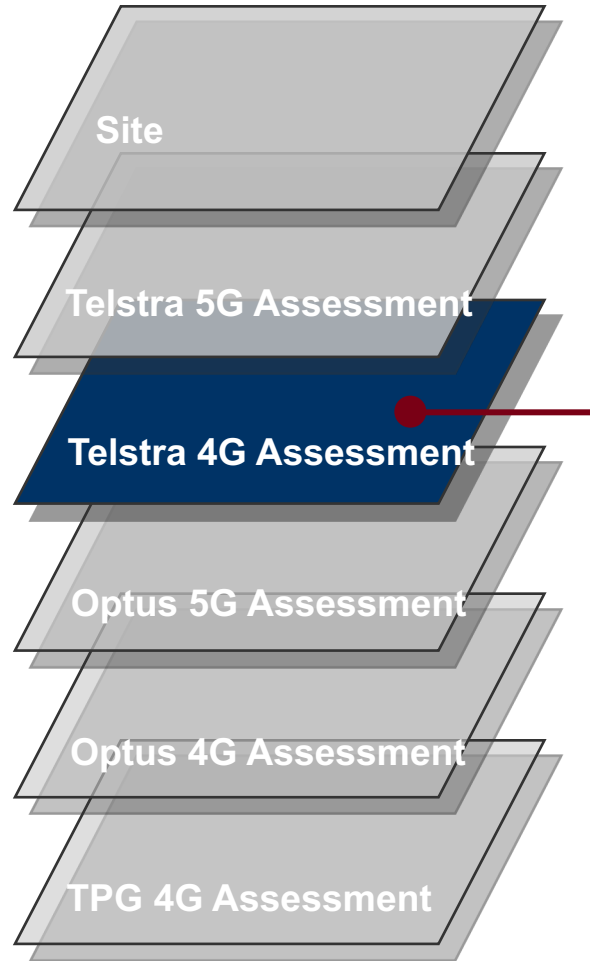 Site
Telstra 5G Assessment
Telstra 4G Assessment
Optus 5G Assessment
Optus 4G Assessment
TPG 4G Assessment